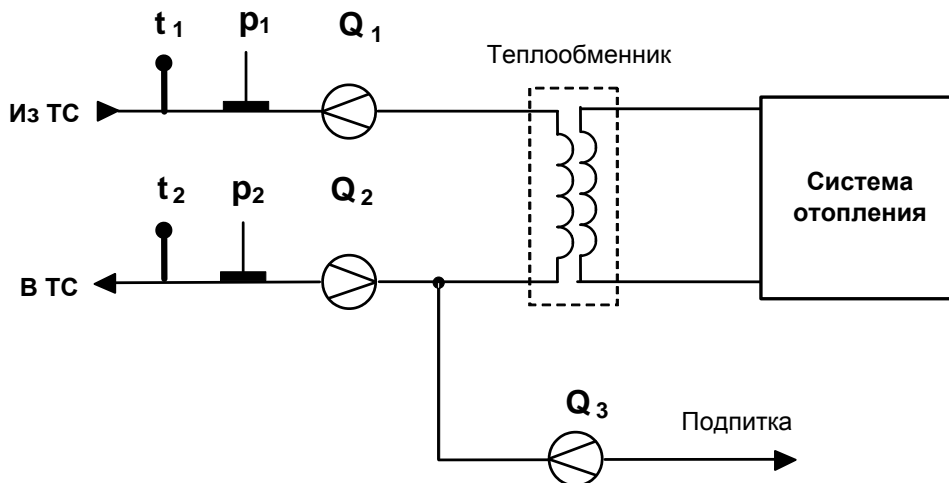 t 1 p1 Q 1
Теплообменник
Из ТС
t 2 p2 Q 2
Система
отопления
В ТС
Q 3
Подпитка